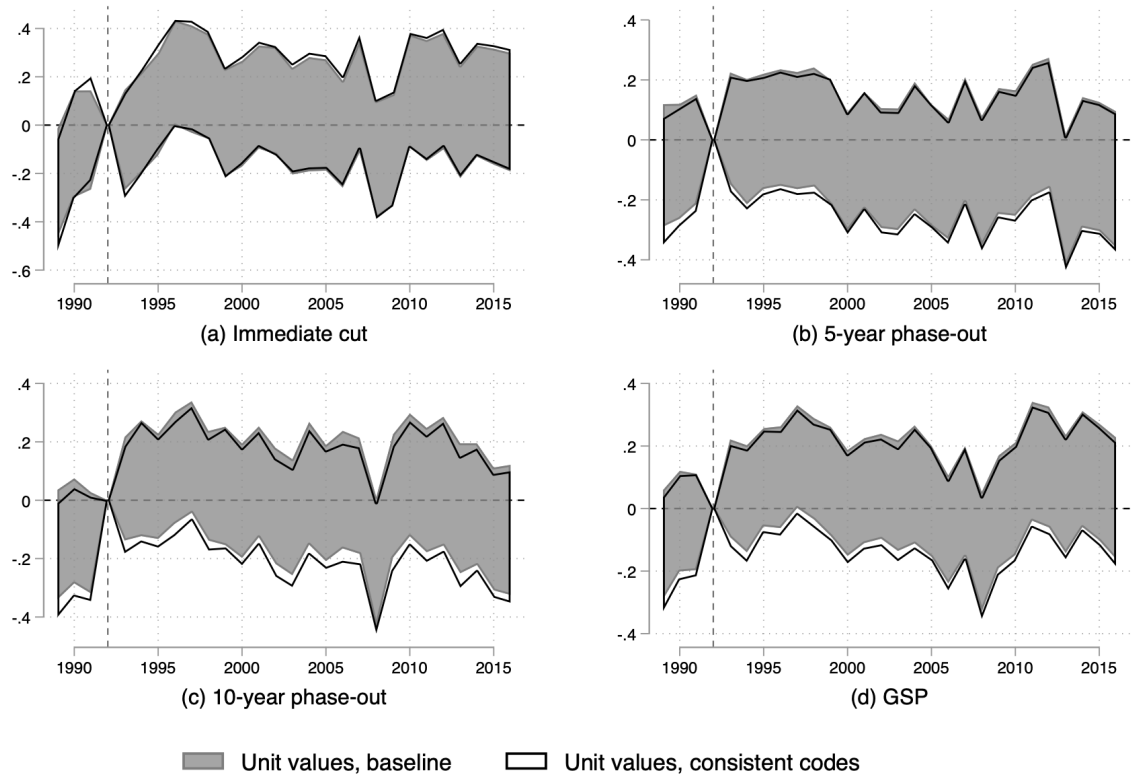 .4
.2
0
-.2
-.4
-.6
1990 1995 2000 2005 2010 2015
(a) Immediate cut
.4
.2
0
-.2
-.4
1990 1995 2000 2005 2010 2015
(b) 5-year phase-out
.4
.2
0
-.2
-.4
1990 1995 2000 2005 2010 2015
(c) 10-year phase-out
.4
.2
0
-.2
-.4
1990 1995 2000 2005 2010 2015
(d) GSP
Unit values, baseline
Unit values, consistent codes